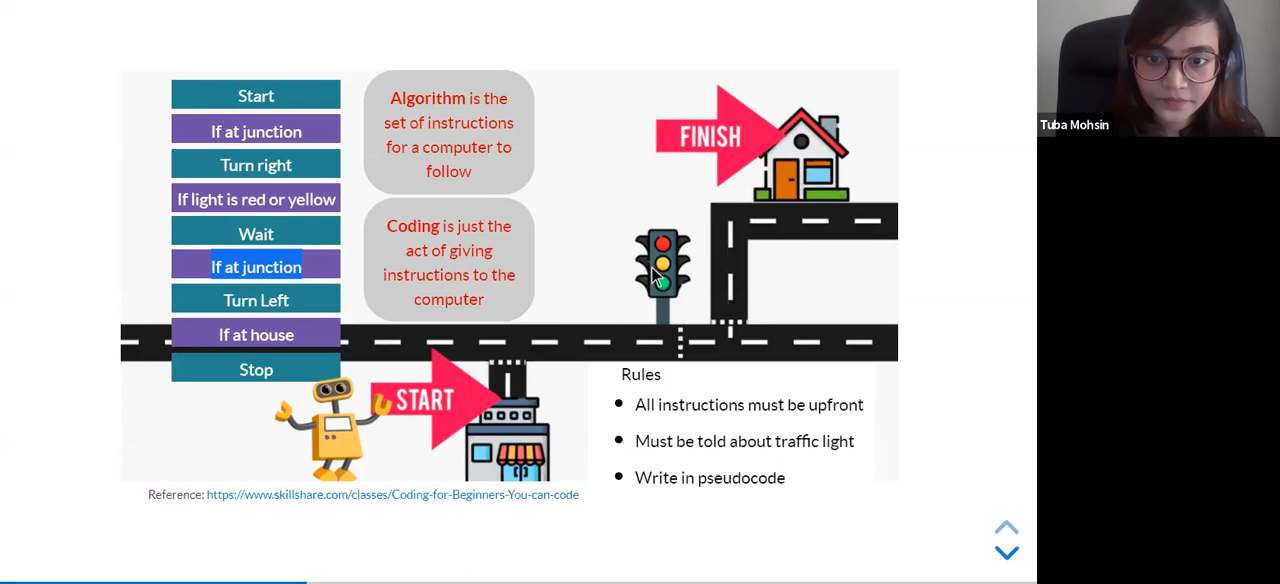 Start
If at junction
Turn right
If light is red or yellow
Wait
If at junction
Turn Left
If at house
Stop
Algorithm is the
set of instructions
for a computer to
follow
Coding is just the
act of giving
instructions to the
computer
FINISH
START
Rules
All instructions must be upfront
Must be told about traffic light
Write in pseudocode
Reference: https://www.skillshare.com/classes/Coding-for-Beginners-You-can-code
Tuba Mohsin